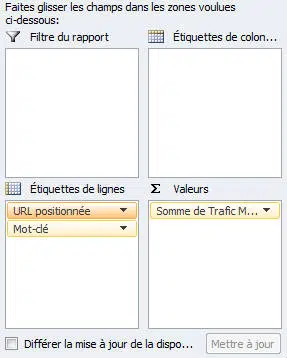 Faites glisser les champs dans les zones voulues
ci-dessous:
Filtre du rapport
Étiquettes de colon...
Étiquettes de lignes
Σ Valeurs
URL positionnée
Somme de Trafic M...
Mot-clé
Différer la mise à jour de la dispo...
Mettre à jour